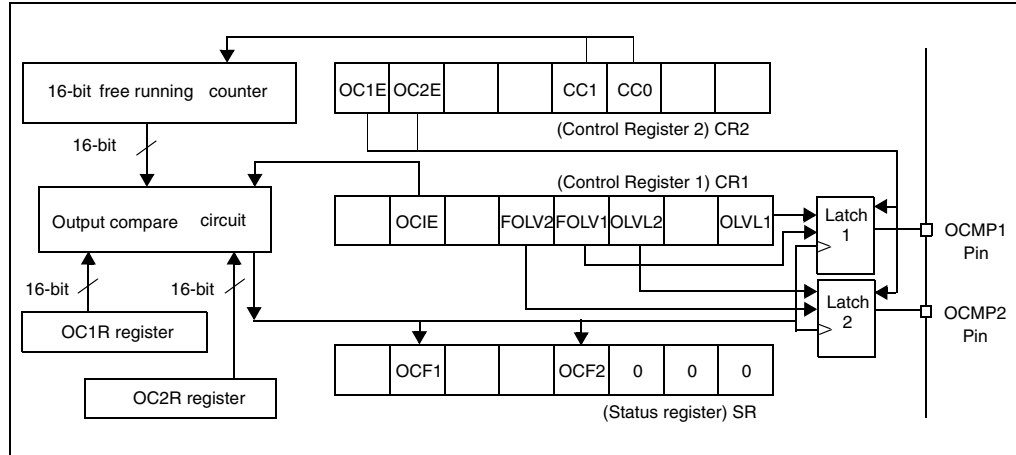 16-bit free running counter
OC1E OC2E CC1 CC0
(Control Register 2) CR2
16-bit
(Control Register 1) CR1
Output compare circuit
OCIE FOLV2 FOLV1 OLVL2 OLVL1
Latch
1
OCMP1
Pin
16-bit 16-bit
Latch
2
OCMP2
Pin
OC1R register
OCF1 OCF2 0 0 0
OC2R register
(Status register) SR